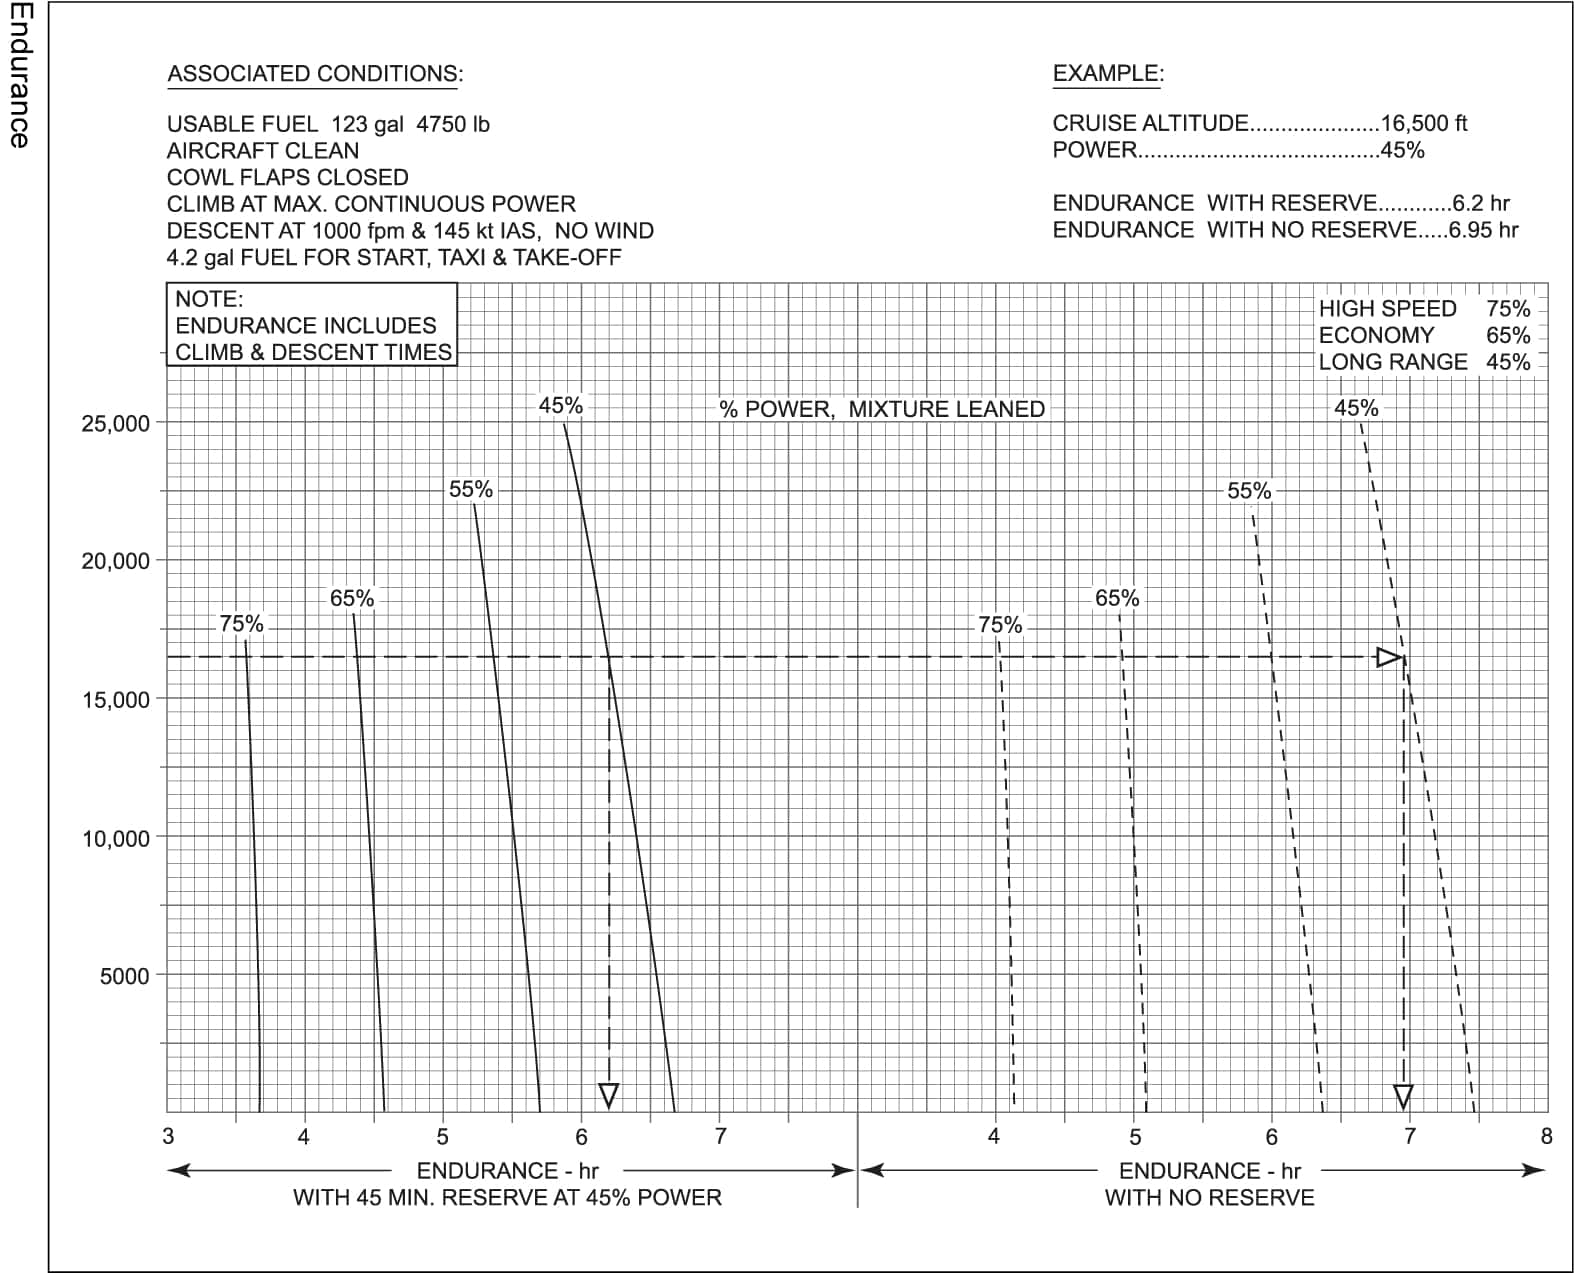 Endurance
ASSOCIATED CONDITIONS:
USABLE FUEL 123 gal 4750 lb
AIRCRAFT CLEAN
COWL FLAPS CLOSED
CLIMB AT MAX. CONTINUOUS POWER
DESCENT AT 1000 fpm & 145 kt IAS, NO WIND
4.2 gal FUEL FOR START, TAXI & TAKE-OFF
EXAMPLE:
CRUISE ALTITUDE.....................16,500 ft
POWER.......................................45%
ENDURANCE WITH RESERVE............6.2 hr
ENDURANCE WITH NO RESERVE.....6.95 hr
NOTE:
ENDURANCE INCLUDES
CLIMB & DESCENT TIMES
HIGH SPEED 75%
ECONOMY 65%
LONG RANGE 45%
45% % POWER, MIXTURE LEANED 45%
25,000
55% 55%
20,000
65% 65%
75% 75%
15,000
10,000
5000
3 4 5 6 7 4 5 6 7 8
ENDURANCE - hr
WITH 45 MIN. RESERVE AT 45% POWER
ENDURANCE - hr
WITH NO RESERVE